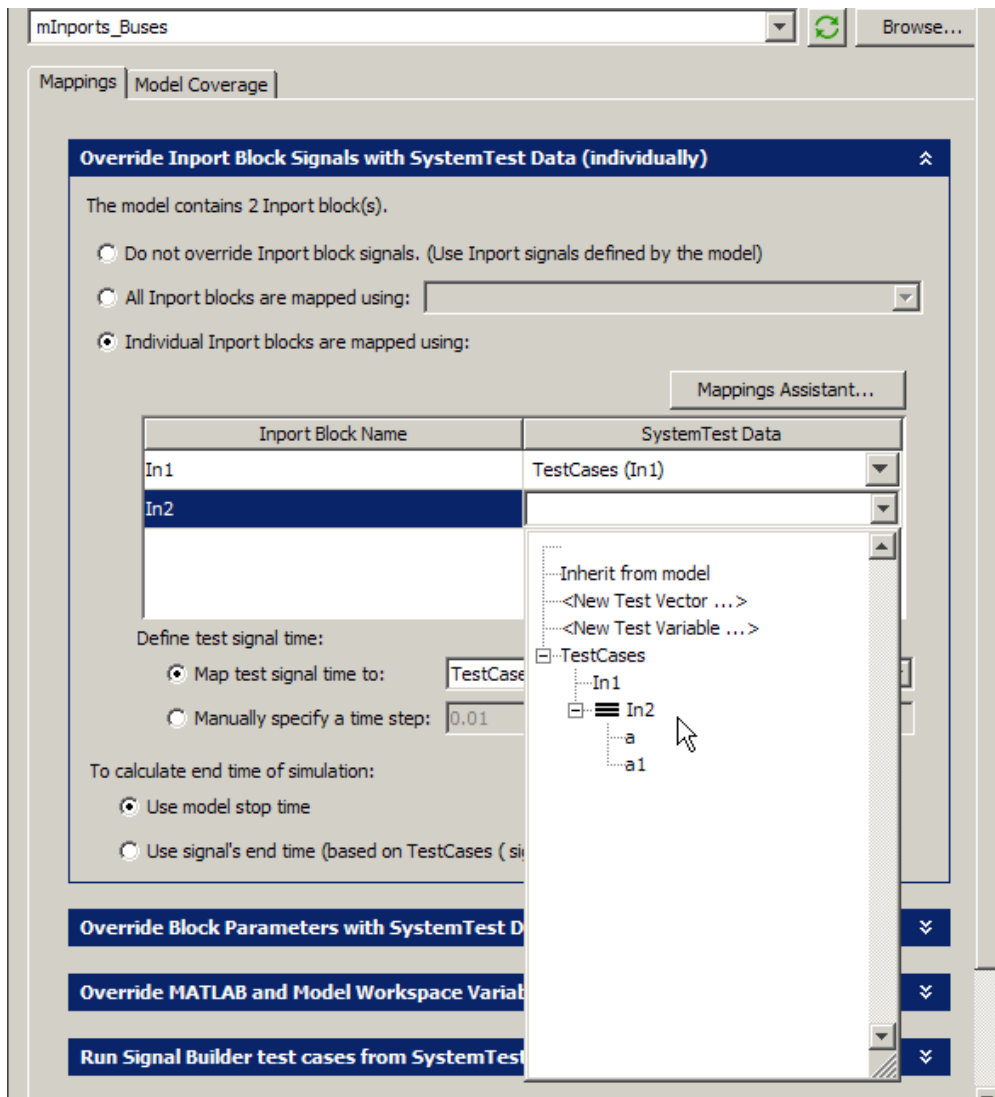 mInports_Buses Browse...
Mappings Model Coverage
Override Inport Block Signals with SystemTest Data (individually)
The model contains 2 Inport block(s).
Do not override Inport block signals. (Use Inport signals defined by the model)
All Inport blocks are mapped using:
Individual Inport blocks are mapped using:
Mappings Assistant...
Inport Block Name SystemTest Data
In1 TestCases (In1)
In2
Inherit from model
<New Test Vector ...>
<New Test Variable ...>
TestCases
In1
In2
a
a1
Define test signal time:
Map test signal time to: TestCase
Manually specify a time step: 0.01
To calculate end time of simulation:
Use model stop time
Use signal's end time (based on TestCases ( si
Override Block Parameters with SystemTest D
Override MATLAB and Model Workspace Variab
Run Signal Builder test cases from SystemTest